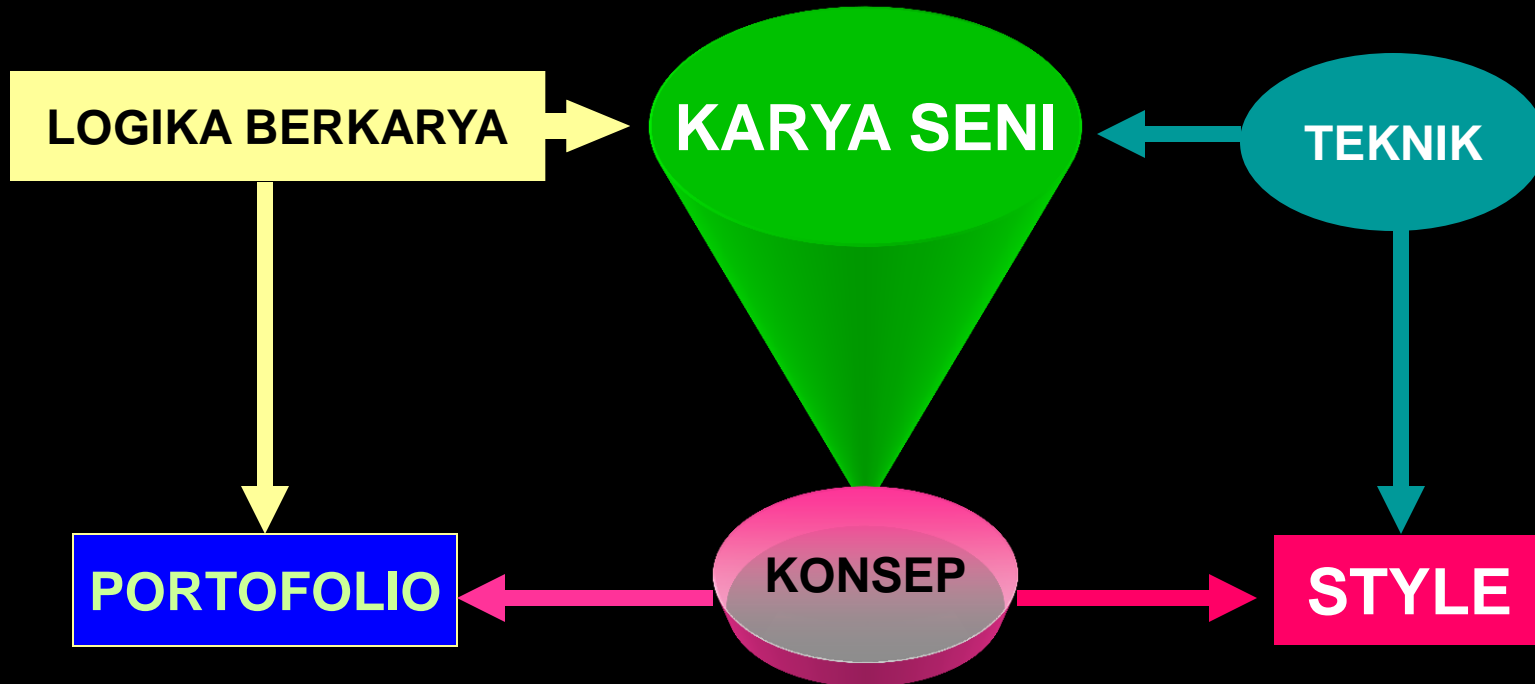 LOGIKA BERKARYA
KARYA SENI
TEKNIK
PORTOFOLIO
KONSEP
STYLE